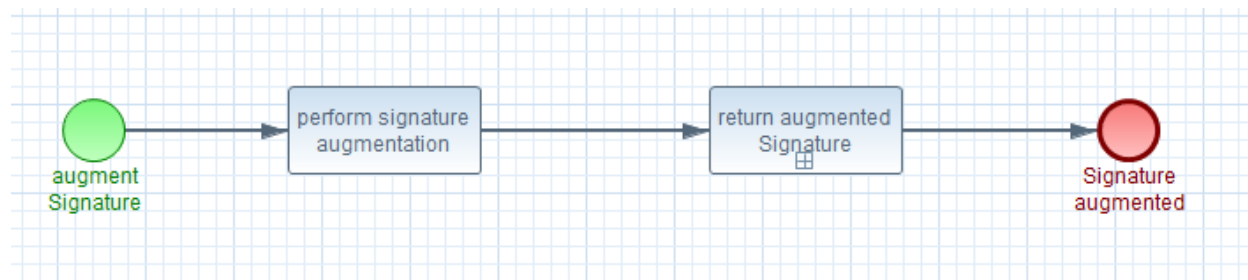 augment
Signature
perform signature
augmentation
return augmented
Signature
Signature
augmented